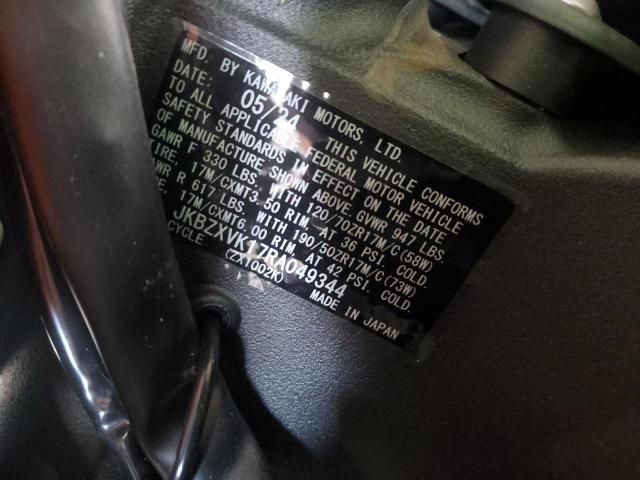 MFD. BY KAWASAKI MOTORS, LTD.
DATE: 05/24 THIS VEHICLE CONFORMS
TO ALL APPLICABLE FEDERAL MOTOR VEHICLE
SAFETY STANDARDS IN EFFECT ON THE DATE
OF MANUFACTURE SHOWN ABOVE. GVWR 947 LBS.
GAWR F 330 LBS. WITH 120/70ZR17M/C(58W)
TIRE, 17M/CXMT3.50 RIM, AT 36 PSI. COLD.
WR R 617 LBS. WITH 190/50ZR17M/C(73W)
17M/CXMT6.00 RIM, AT 42 PSI. COLD.
JKBZXVK17RA049344
CYCLE (ZX1002K) MADE IN JAPAN